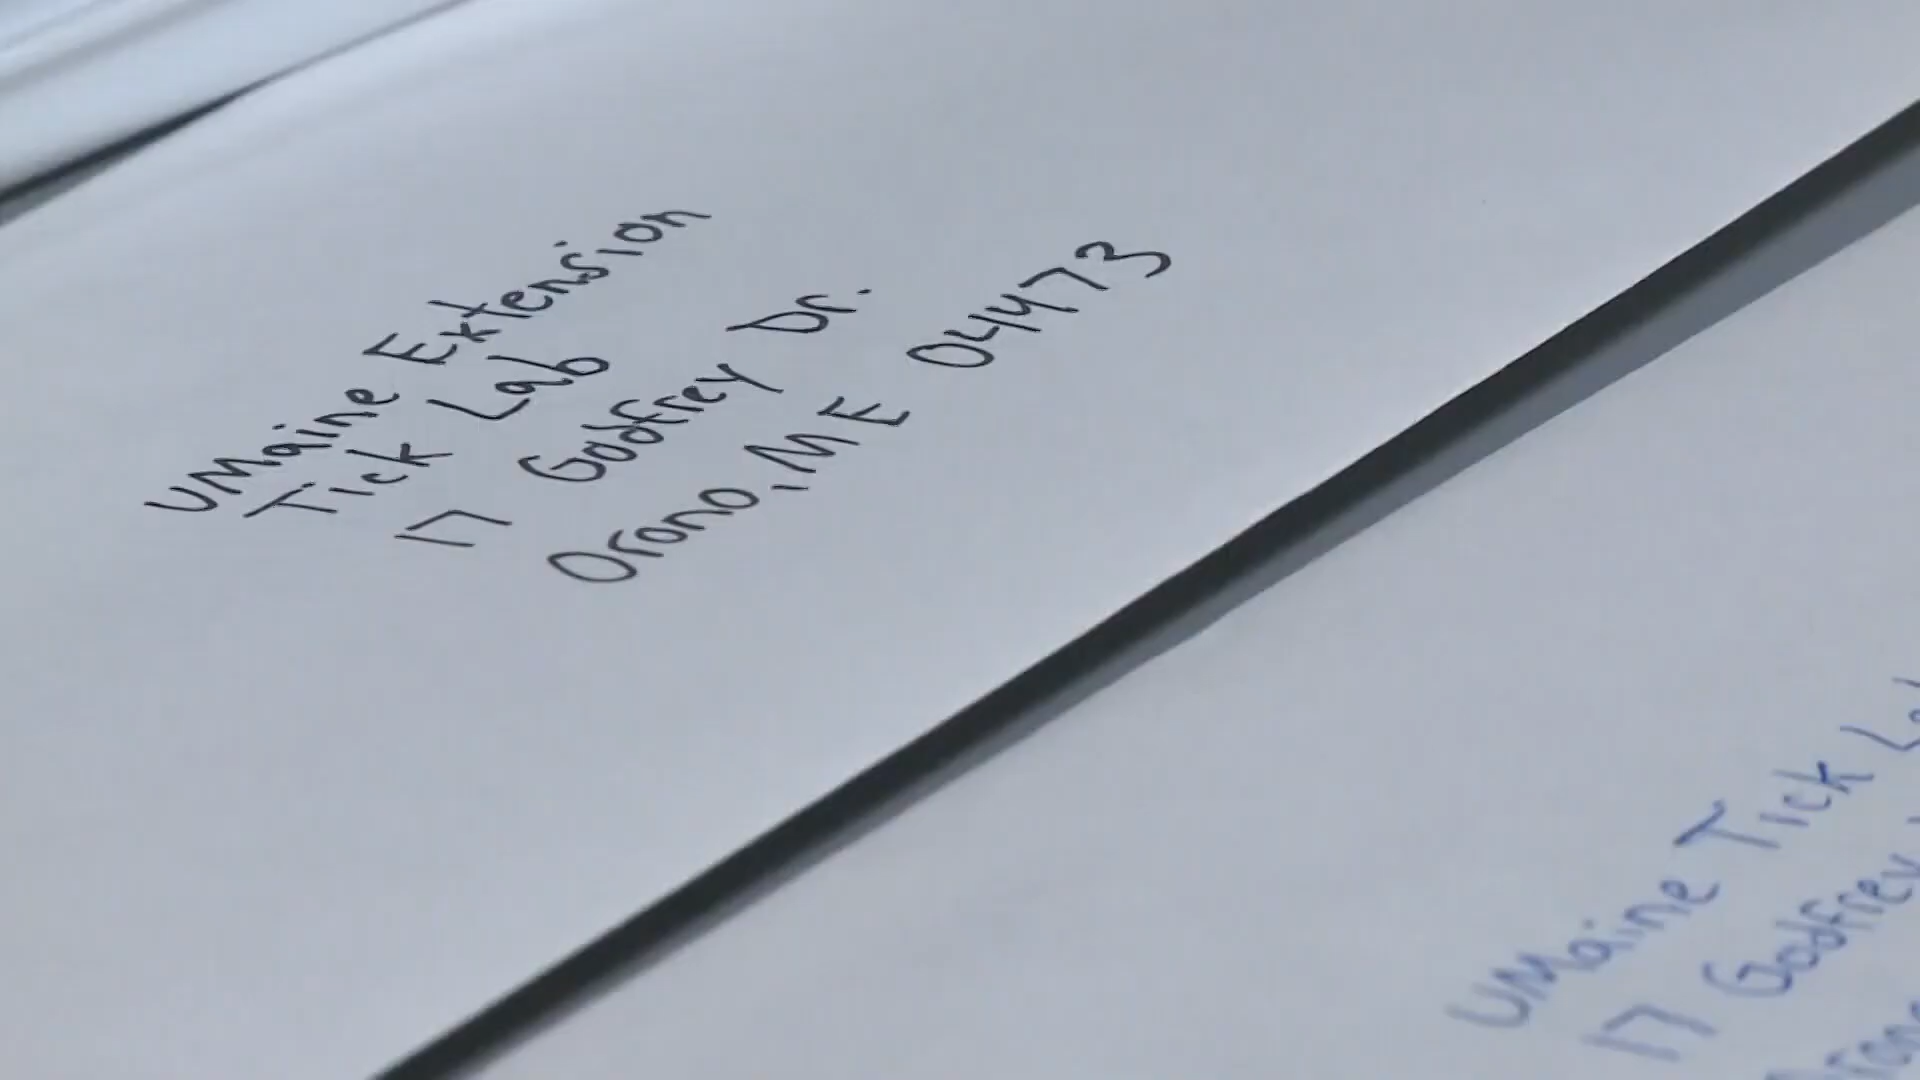 UMaine Extension
Tick Lab
17 Godfrey Dr.
Orono, ME 04473
UMaine Tick
17 Godfrey